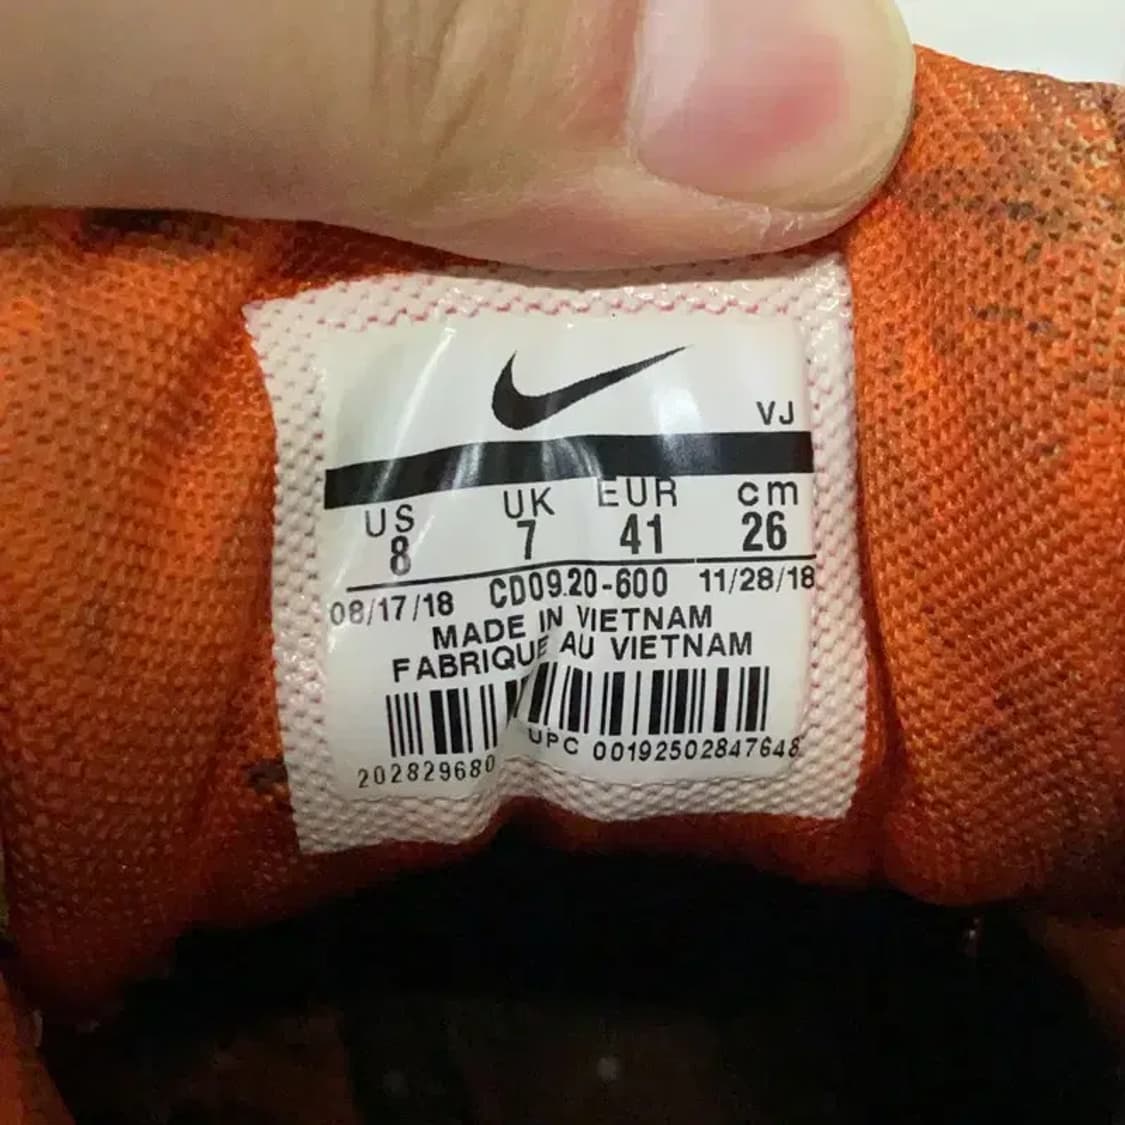 VJ
US UK EUR cm
8 7 41 26
08/17/18 CD0920-600 11/28/18
MADE IN VIETNAM
FABRIQUE AU VIETNAM
202829680 UPC 00192502847648